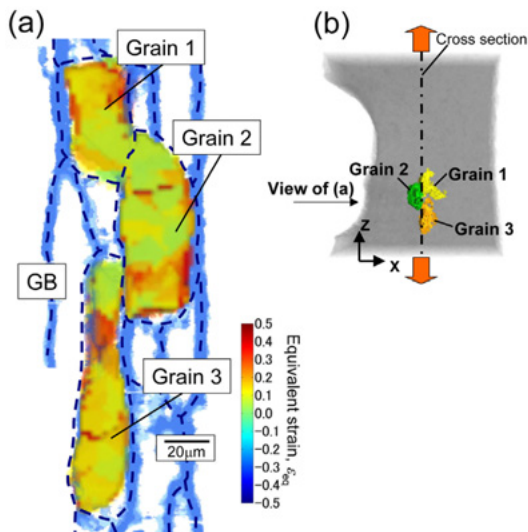 (a)
Grain 1
Grain 2
GB
Grain 3
20μm
0.5
0.4
0.3
0.2
0.1
0.0
-0.1
-0.2
-0.3
-0.4
-0.5
Equivalent strain, εeq
(b)
Cross section
Grain 2
Grain 1
View of (a)
Grain 3
Z
X